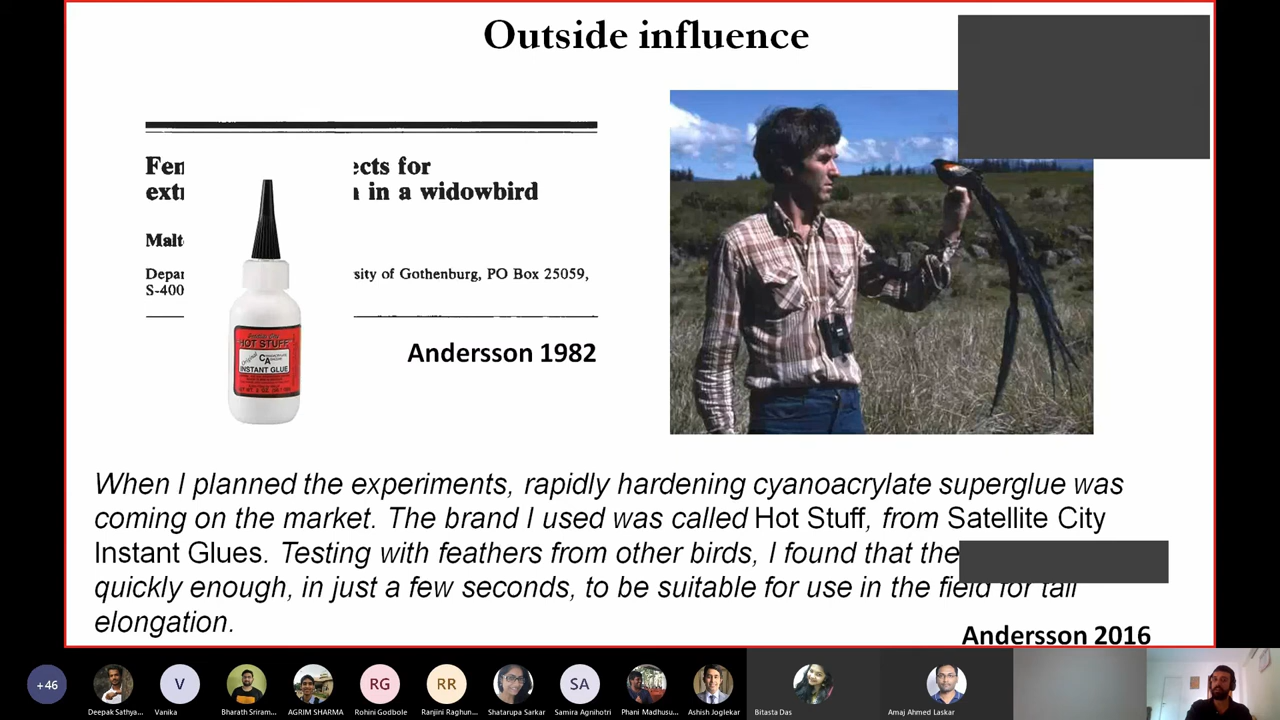 Outside influence
Fen ects for
ext in a widowbird
Malt
Depar sity of Gothenburg, PO Box 25059,
S-400
HOT STUFF
Original CA
INSTANT GLUE
Andersson 1982
When I planned the experiments, rapidly hardening cyanoacrylate superglue was
coming on the market. The brand I used was called Hot Stuff, from Satellite City
Instant Glues. Testing with feathers from other birds, I found that the
quickly enough, in just a few seconds, to be suitable for use in the field for tail
elongation.
Andersson 2016
+46 V RG RR SA
Deepak Sathya... Vanika Bharath Sriram... AGRIM SHARMA Rohini Godbole Ranjini Raghun... Shatarupa Sarkar Samira Agnihotri Phani Madhusu... Ashish Joglekar Bitasta Das Amaj Ahmed Laskar